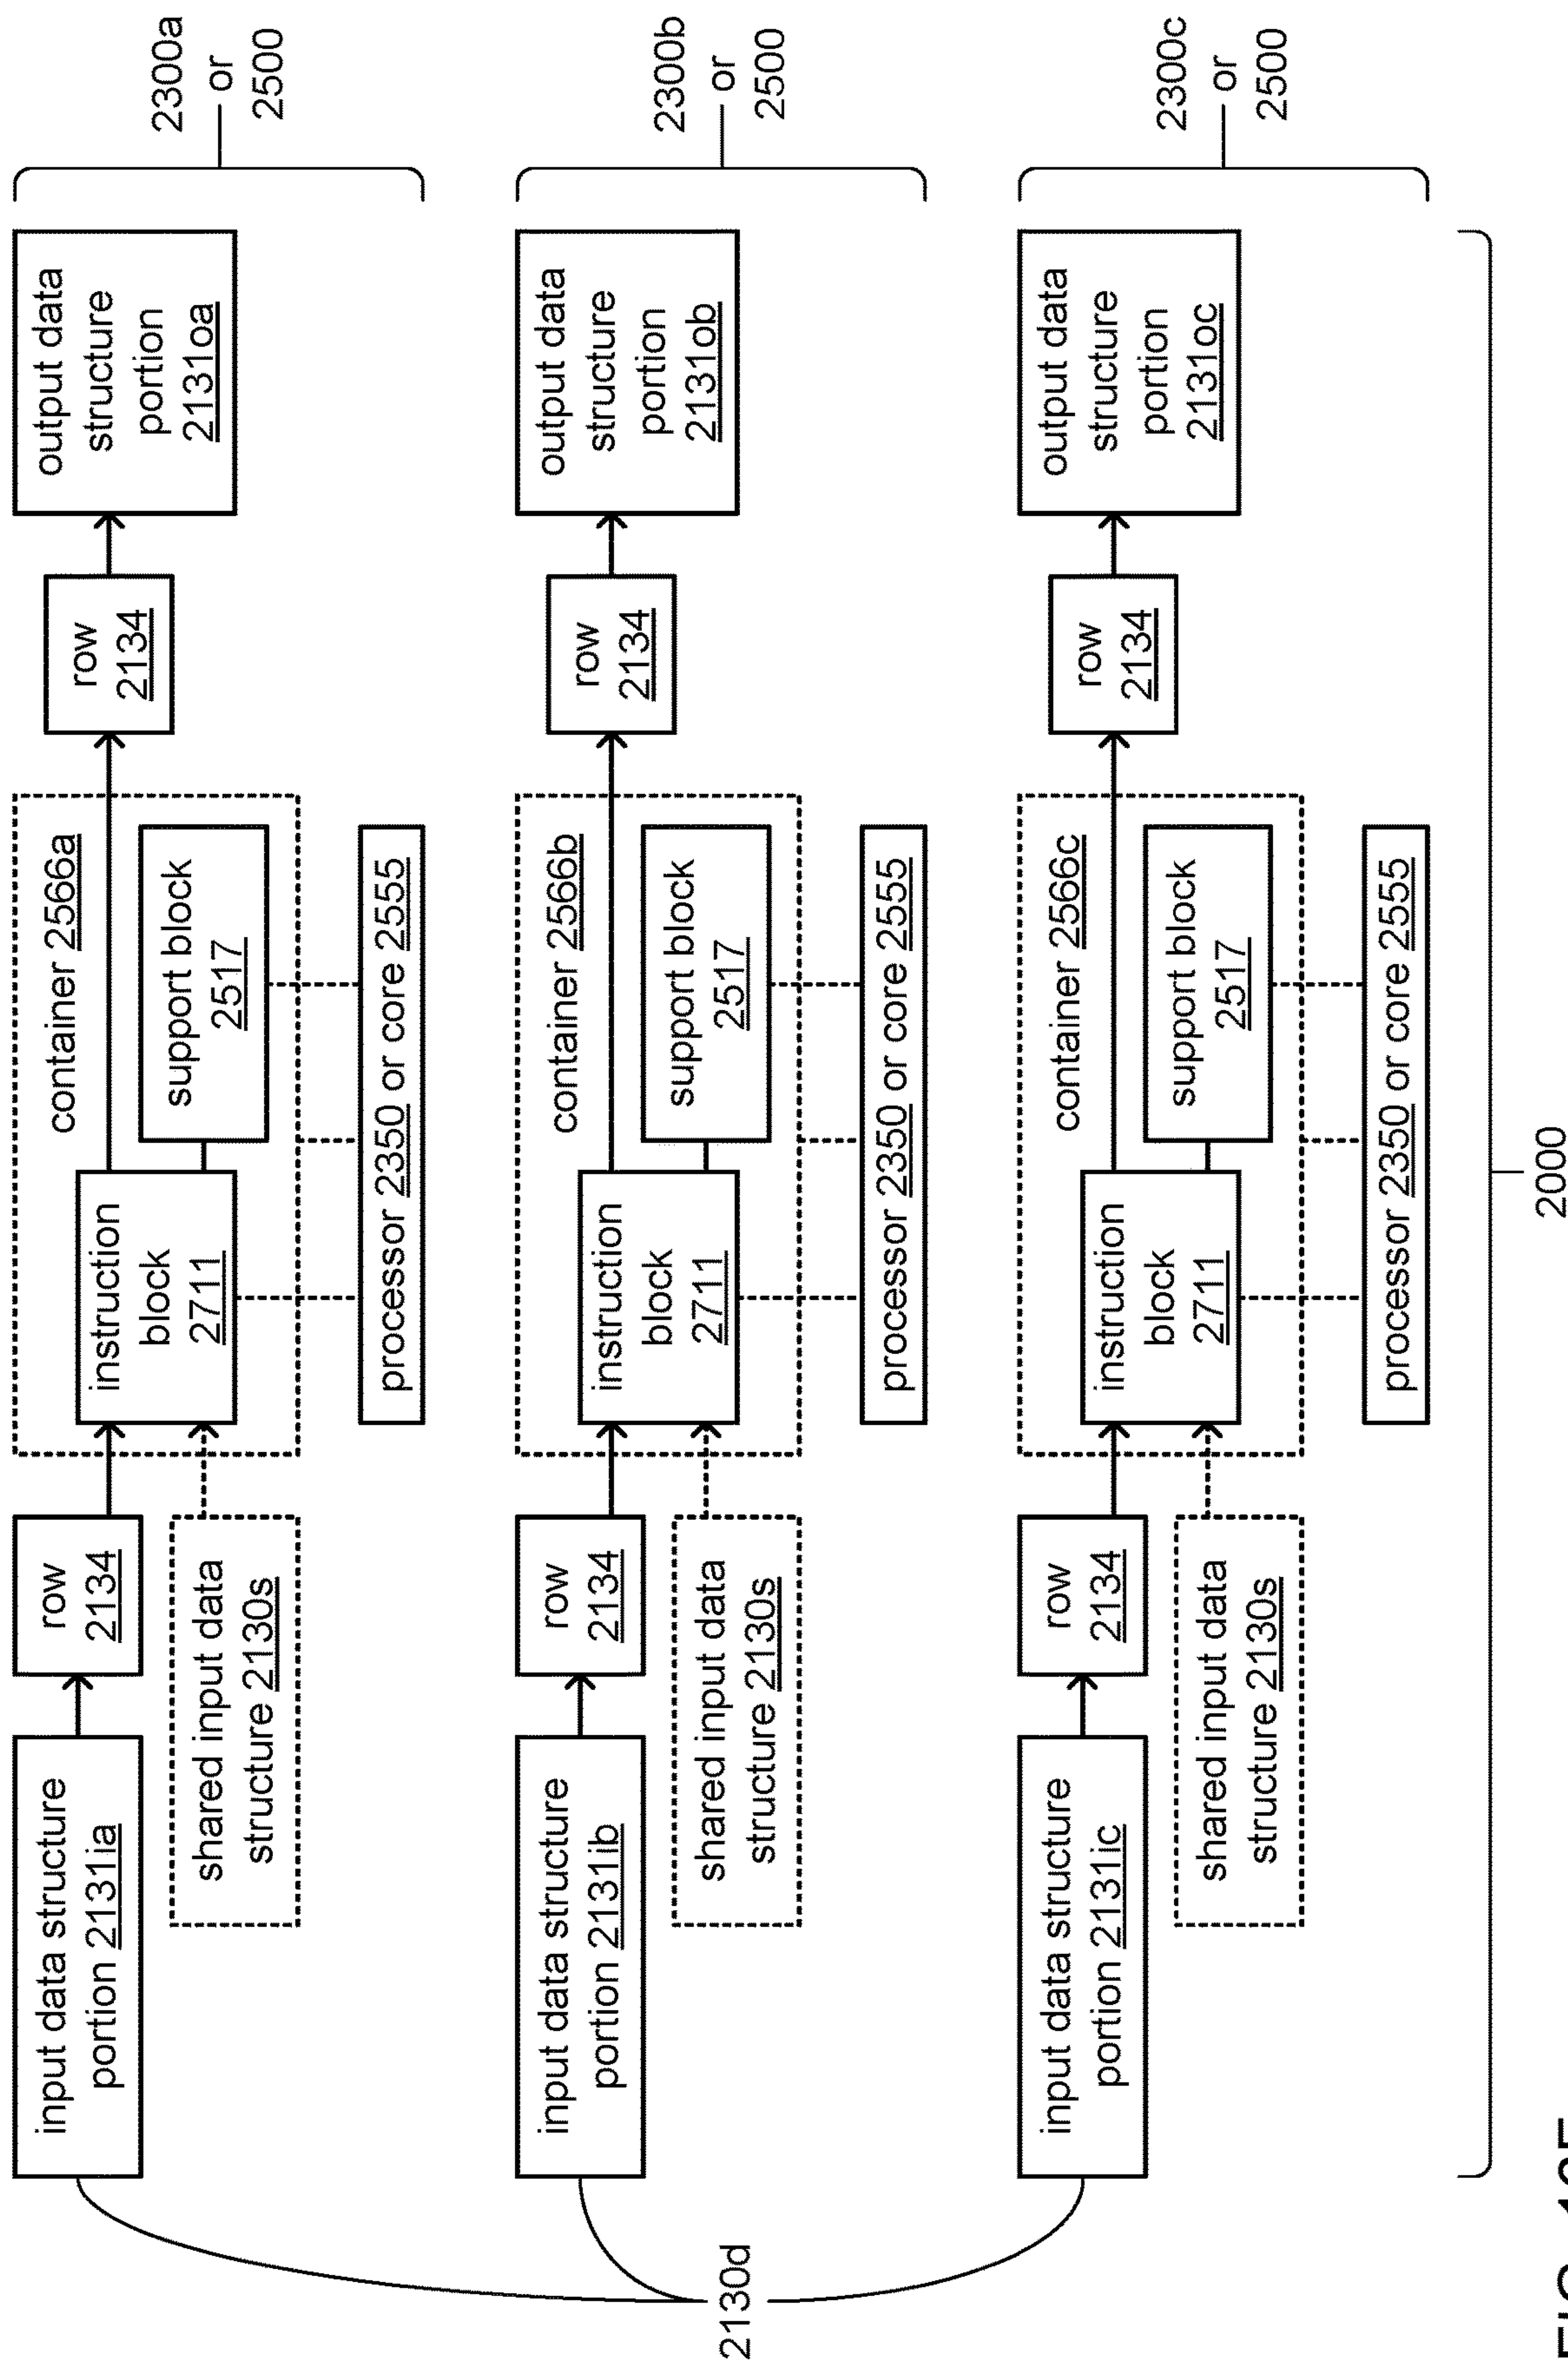 input data structure
portion 2131ia
row
2134
shared input data
structure 2130s
container 2566a
instruction
block
2711
support block
2517
processor 2350 or core 2555
row
2134
output data
structure
portion
2131oa
2300a
or
2500
input data structure
portion 2131ib
row
2134
shared input data
structure 2130s
container 2566b
instruction
block
2711
support block
2517
processor 2350 or core 2555
row
2134
output data
structure
portion
2131ob
2300b
or
2500
2130d
input data structure
portion 2131ic
row
2134
shared input data
structure 2130s
container 2566c
instruction
block
2711
support block
2517
processor 2350 or core 2555
row
2134
output data
structure
portion
2131oc
2300c
or
2500
2000
FIG.